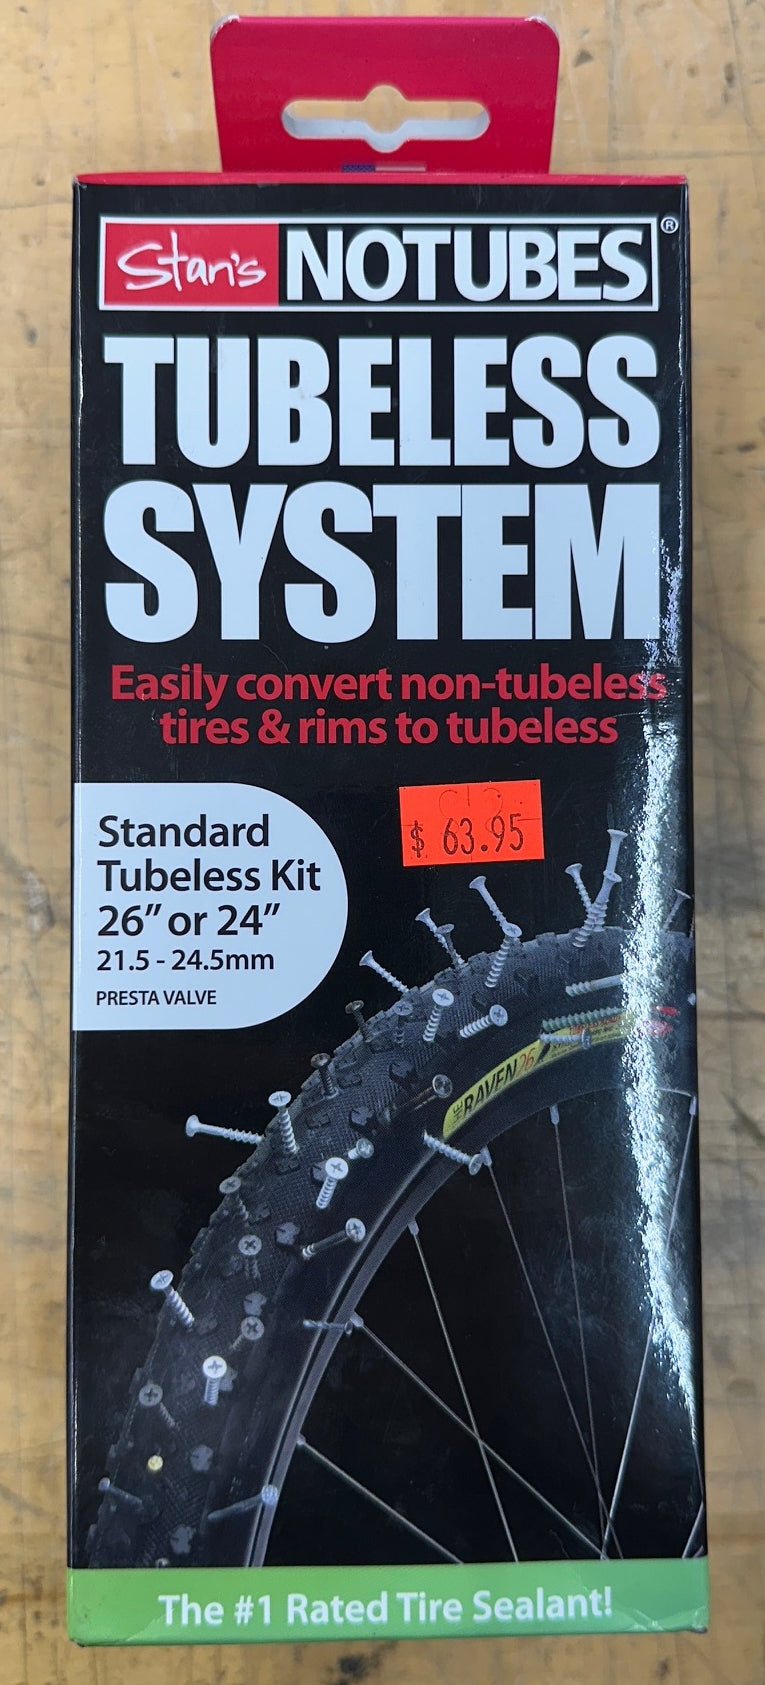 Stan's NOTUBES®
TUBELESS
SYSTEM
Easily convert non-tubeless
tires & rims to tubeless
$ 63.95
Standard
Tubeless Kit
26” or 24”
21.5 - 24.5mm
PRESTA VALVE
THE RAVEN 26
The #1 Rated Tire Sealant!